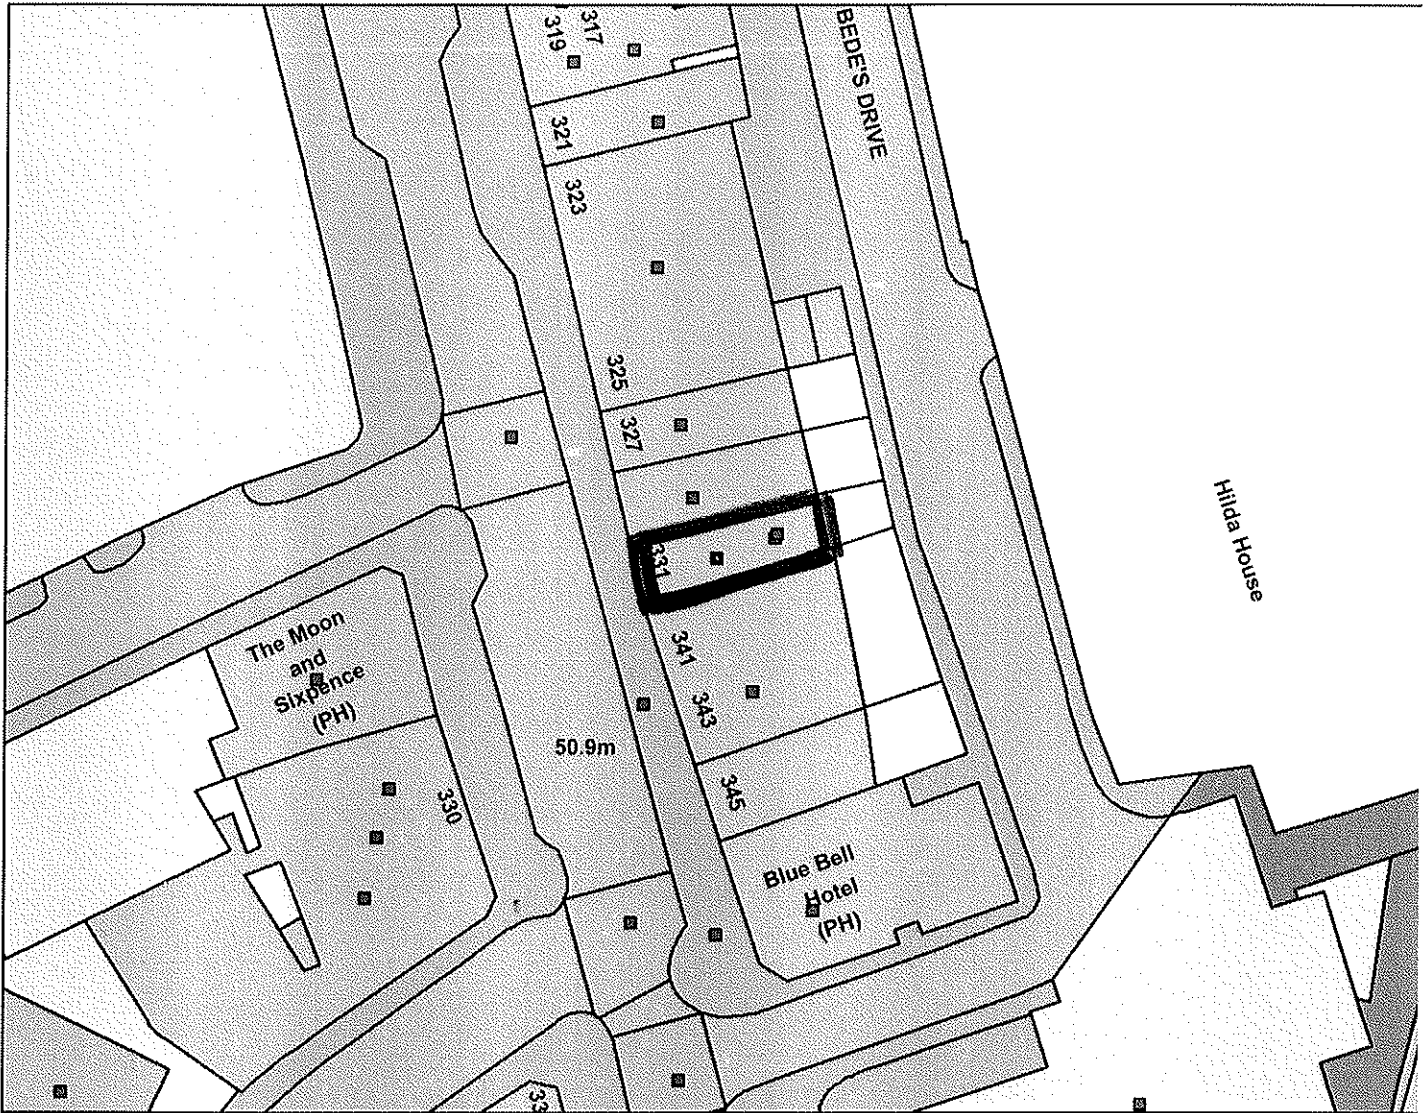 317
319
BEDE'S DRIVE
321
323
325
327
331
Hilda House
The Moon
and
Sixpence
(PH)
341
343
50.9m
345
330
Blue Bell
Hotel
(PH)
33